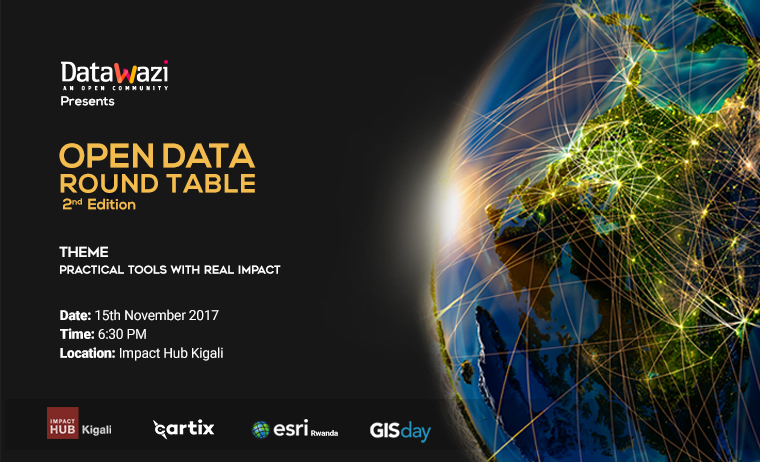 DataWazi
AN OPEN COMMUNITY
Presents
OPEN DATA
ROUND TABLE
2nd Edition
THEME
PRACTICAL TOOLS WITH REAL IMPACT
Date: 15th November 2017
Time: 6:30 PM
Location: Impact Hub Kigali
IMPACT
HUB Kigali
cartix
esri Rwanda
GISday